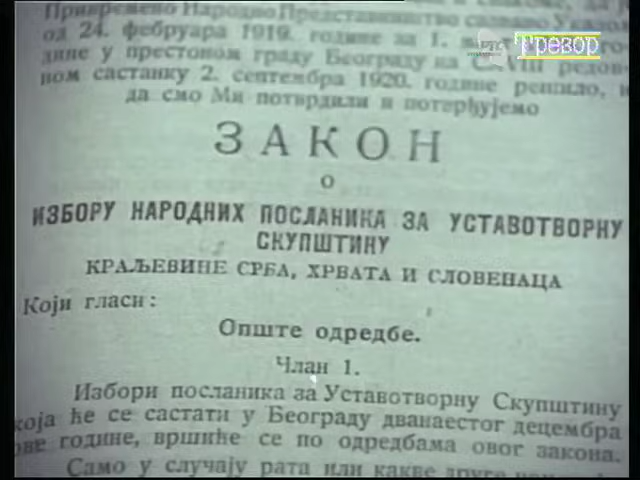 Привремено Народно Представништво
од 24. фебруара 1919. године за 1.
дине у престоном граду Београду на
ном састанку 2. септембра 1920. године решило, и
да смо Ми потврдили и потврђујемо
Тревор
ЗАКОН
о
ИЗБОРУ НАРОДНИХ ПОСЛАНИКА ЗА УСТАВОТВОРНУ
СКУПШТИНУ
КРАЉЕВИНЕ СРБА, ХРВАТА И СЛОВЕНАЦА
Који гласи:
Опште одредбе.
Члан 1.
Избори посланика за Уставотворну Скупштину
која ће се састати у Београду дванаестог децембра
ове године, вршиће се по одредбама овог закона.
Само у случају рата или какве друге